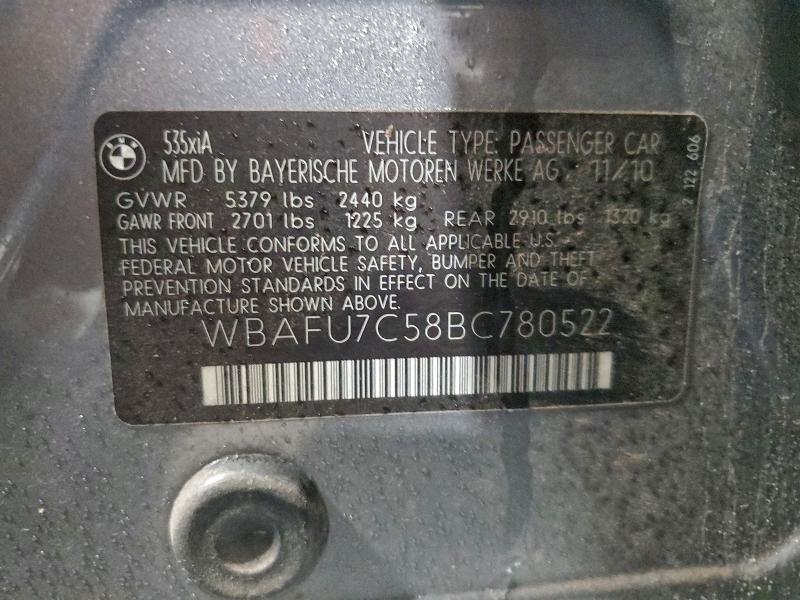 BMW
535xiA VEHICLE TYPE: PASSENGER CAR
MFD BY BAYERISCHE MOTOREN WERKE AG 11/10
GVWR 5379 lbs 2440 kg
GAWR FRONT 2701 lbs 1225 kg REAR 2910 lbs 1320 kg
THIS VEHICLE CONFORMS TO ALL APPLICABLE U.S.
FEDERAL MOTOR VEHICLE SAFETY, BUMPER AND THEFT
PREVENTION STANDARDS IN EFFECT ON THE DATE OF
MANUFACTURE SHOWN ABOVE.
WBAFU7C58BC780522
7 122 606